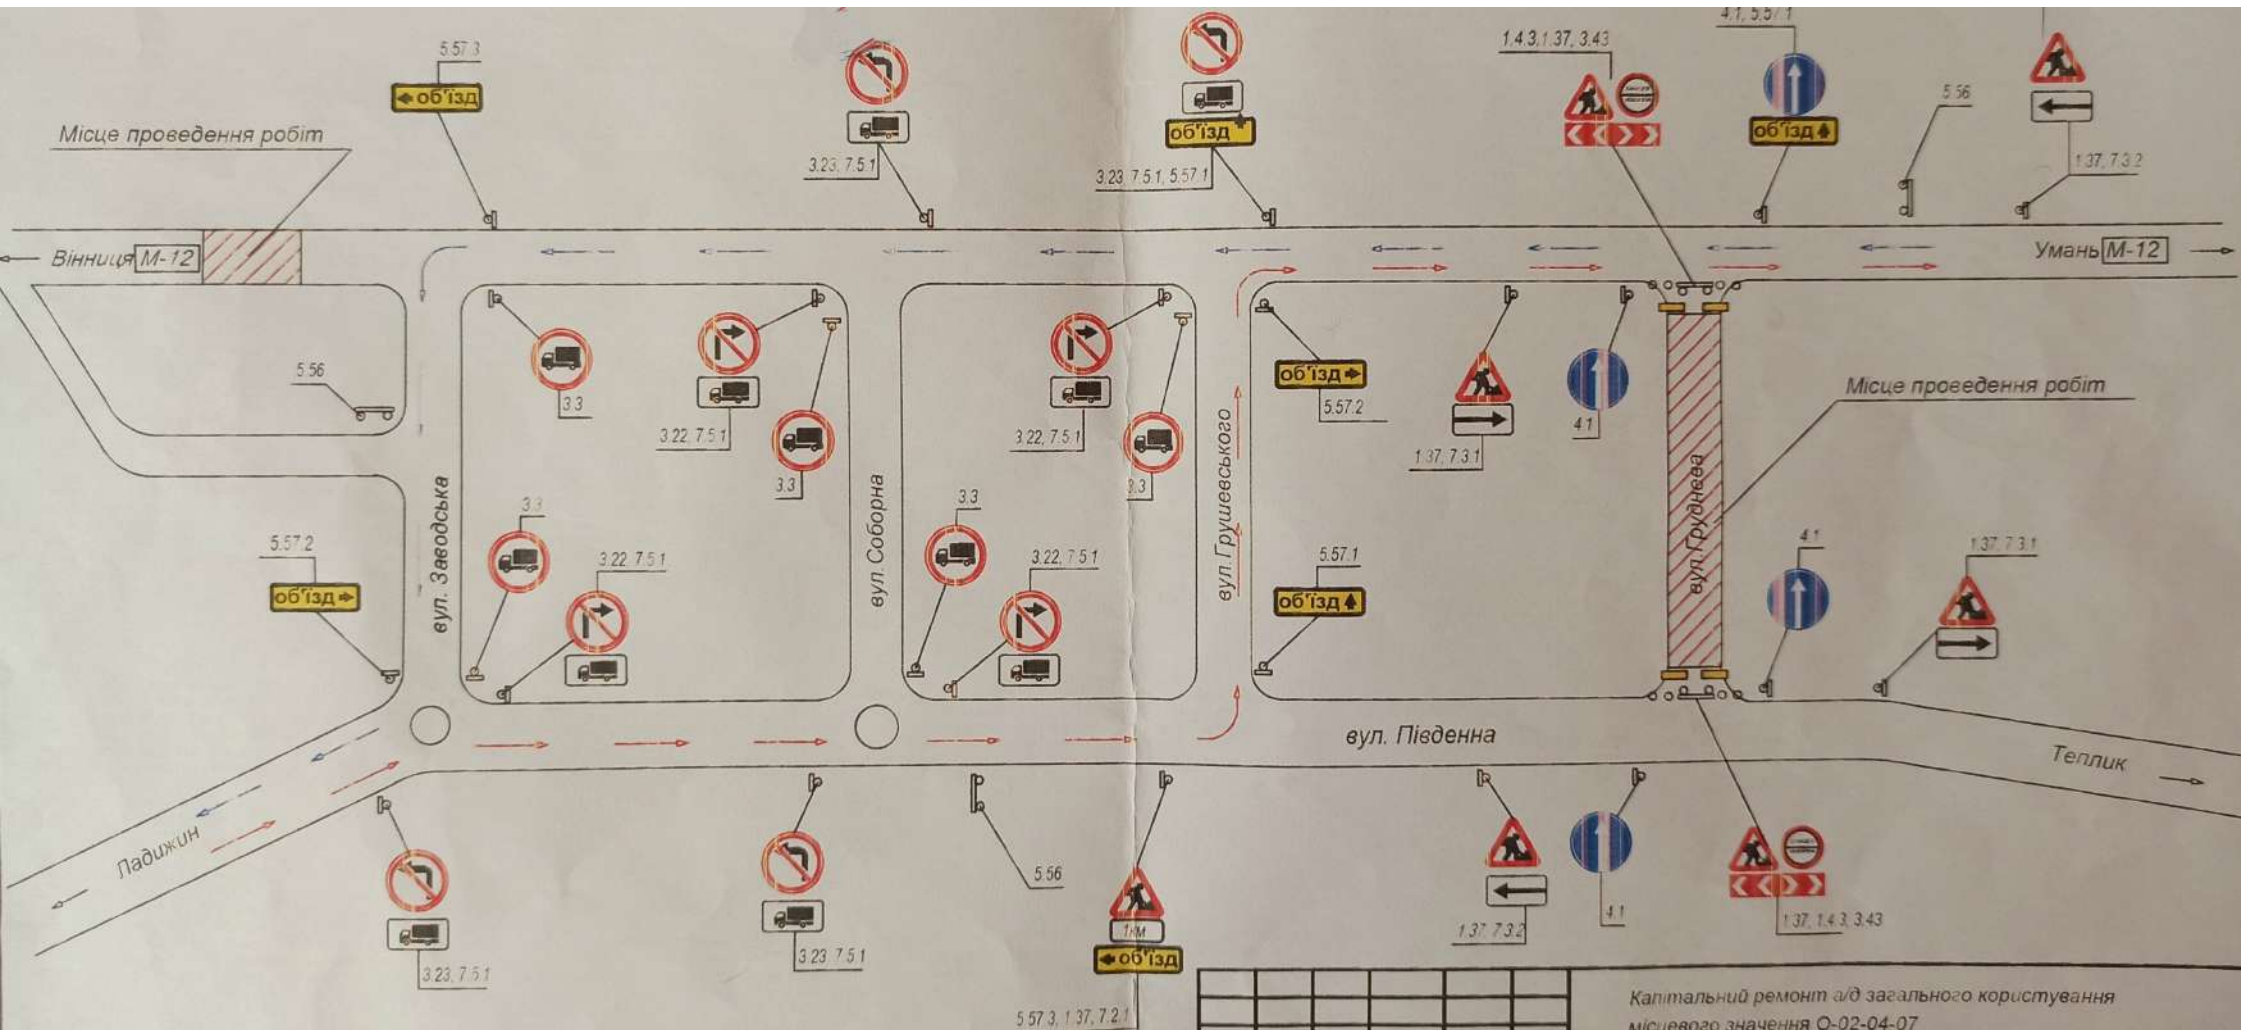 5.57.3
об'їзд
3.23, 7.5.1
об'їзд
3.23, 7.5.1, 5.57.1
1.4.3, 1.37, 3.43
4.1, 5.57.1
об'їзд
5.56
1.37, 7.3.2
Місце проведення робіт
Вінниця М-12
Умань М-12
5.56
3.3
3.22, 7.5.1
3.3
3.22, 7.5.1
3.3
об'їзд
5.57.2
1.37, 7.3.1
4.1
Місце проведення робіт
вул. Заводська
вул. Соборна
вул. Грушевського
вул. Груднєва
5.57.2
об'їзд
3.3
3.22, 7.5.1
3.3
3.22, 7.5.1
5.57.1
об'їзд
4.1
1.37, 7.3.1
вул. Південна
Теплик
Ладижин
3.23, 7.5.1
3.23, 7.5.1
5.56
1км
об'їзд
5.57.3, 1.37, 7.2.1
1.37, 7.3.2
4.1
1.37, 1.4.3, 3.43
Капітальний ремонт а/д загального користування
місцевого значення О-02-04-07